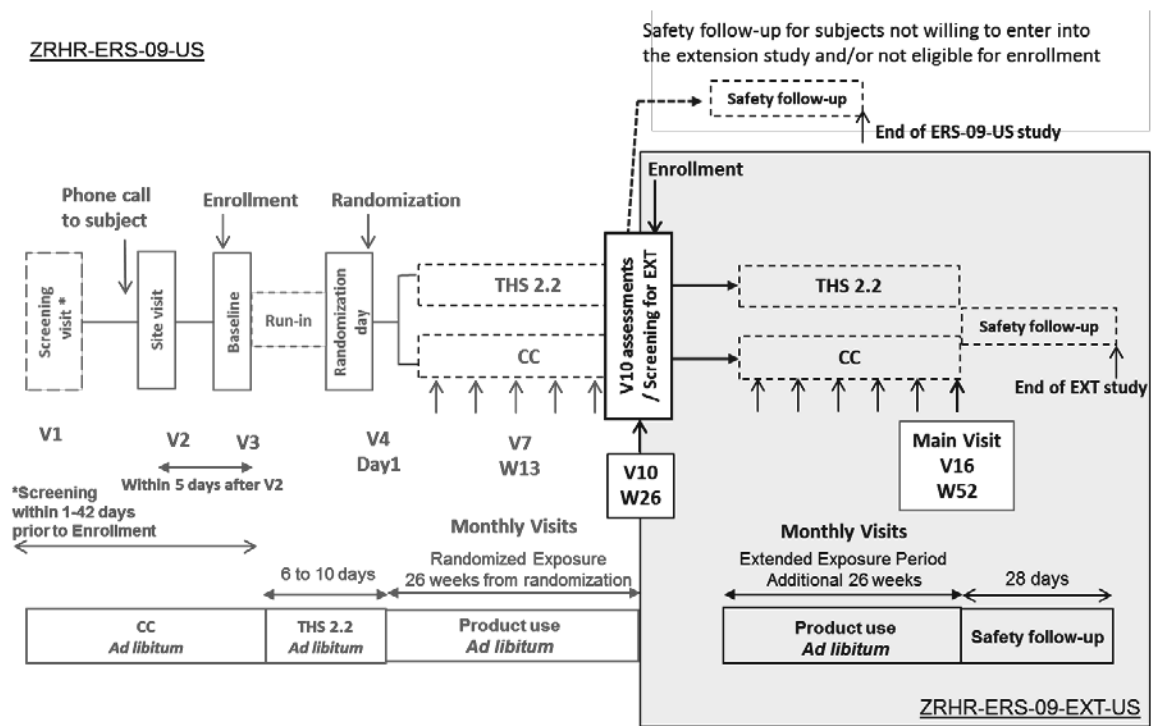 ZRHR-ERS-09-US
Safety follow-up for subjects not willing to enter into
the extension study and/or not eligible for enrollment
Safety follow-up
End of ERS-09-US study
Phone call
to subject
Enrollment
Randomization
Enrollment
Screening
visit *
Site visit
Baseline
Run-in
Randomization
day
THS 2.2
CC
V10 assessments
/ Screening for EXT
THS 2.2
CC
Safety follow-up
End of EXT study
V1
V2
V3
V4
Day1
V7
W13
V10
W26
Main Visit
V16
W52
Within 5 days after V2
*Screening
within 1-42 days
prior to Enrollment
Monthly Visits
Monthly Visits
6 to 10 days
Randomized Exposure
26 weeks from randomization
Extended Exposure Period
Additional 26 weeks
28 days
CC
Ad libitum
THS 2.2
Ad libitum
Product use
Ad libitum
Product use
Ad libitum
Safety follow-up
ZRHR-ERS-09-EXT-US